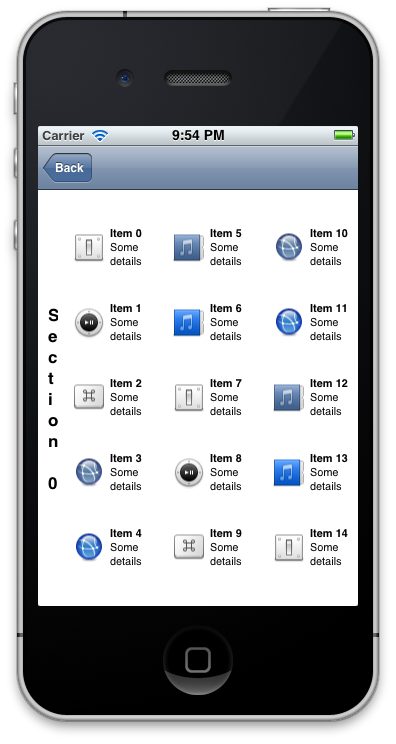 Carrier 9:54 PM
Back
Section 0
Item 0
Some
details
Item 1
Some
details
Item 2
Some
details
Item 3
Some
details
Item 4
Some
details
Item 5
Some
details
Item 6
Some
details
Item 7
Some
details
Item 8
Some
details
Item 9
Some
details
Item 10
Some
details
Item 11
Some
details
Item 12
Some
details
Item 13
Some
details
Item 14
Some
details